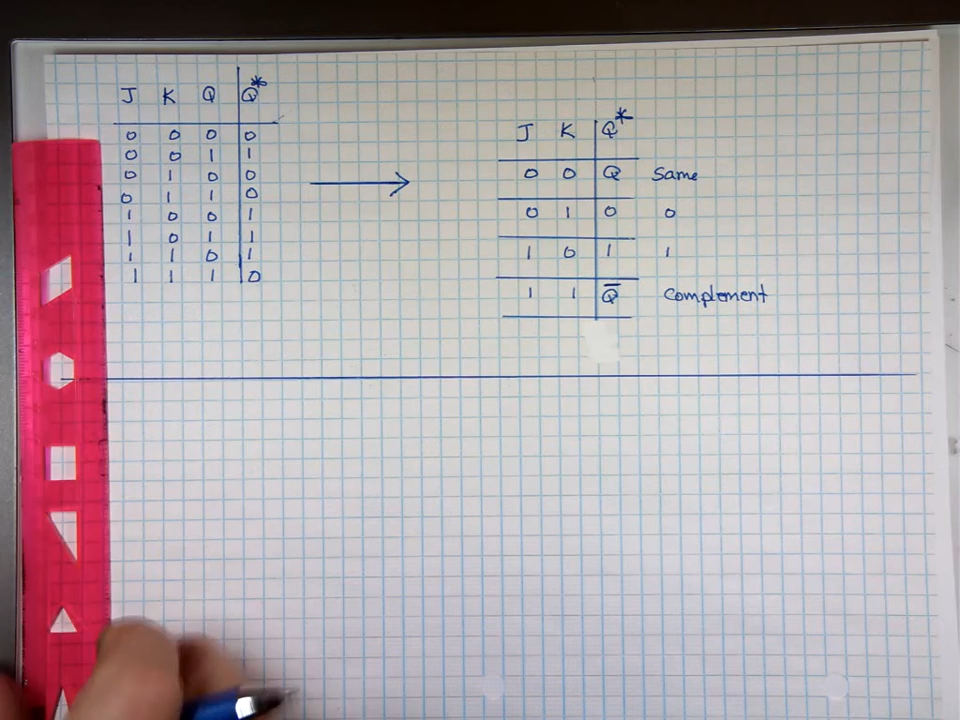 J K Q Q*
0 0 0 0
0 0 1 1
0 1 0 0
0 1 1 0
1 0 0 1
1 0 1 1
1 1 0 1
1 1 1 0
J K Q*
0 0 Q Same
0 1 0 0
1 0 1 1
1 1 Q̅ Complement